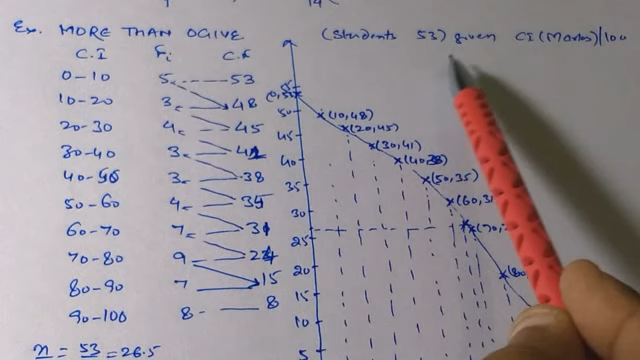 14
Ex. MORE THAN OGIVE (Students 53) given CI (Marks)/100
C.I Fi C.F
0-10 5 53
10-20 3 48
20-30 4 45
30-40 3 41
40-50 3 38
50-60 4 35
60-70 7 31
70-80 9 24
80-90 7 15
90-100 8 8
n = 53 = 26.5
55
50
45
40
35
30
25
20
15
10
5
(10,48)
(20,45)
(30,41)
(40,38)
(50,35)